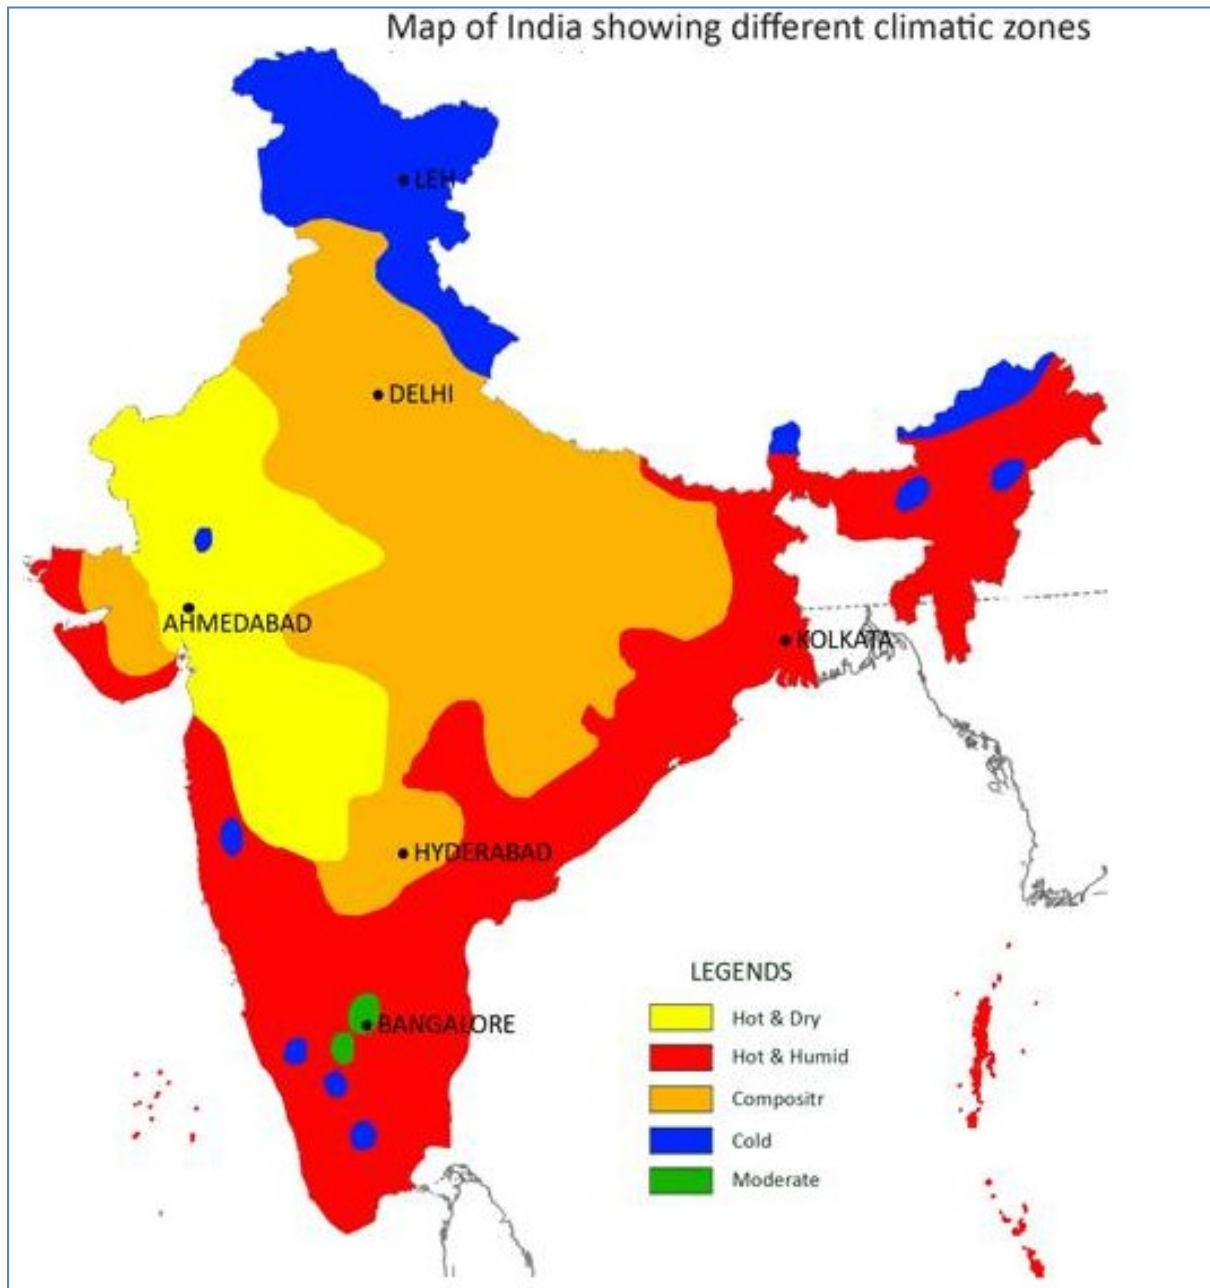 Map of India showing different climatic zones
LEH
DELHI
AHMEDABAD
KOLKATA
HYDERABAD
BANGALORE
LEGENDS
Hot & Dry
Hot & Humid
Compositr
Cold
Moderate